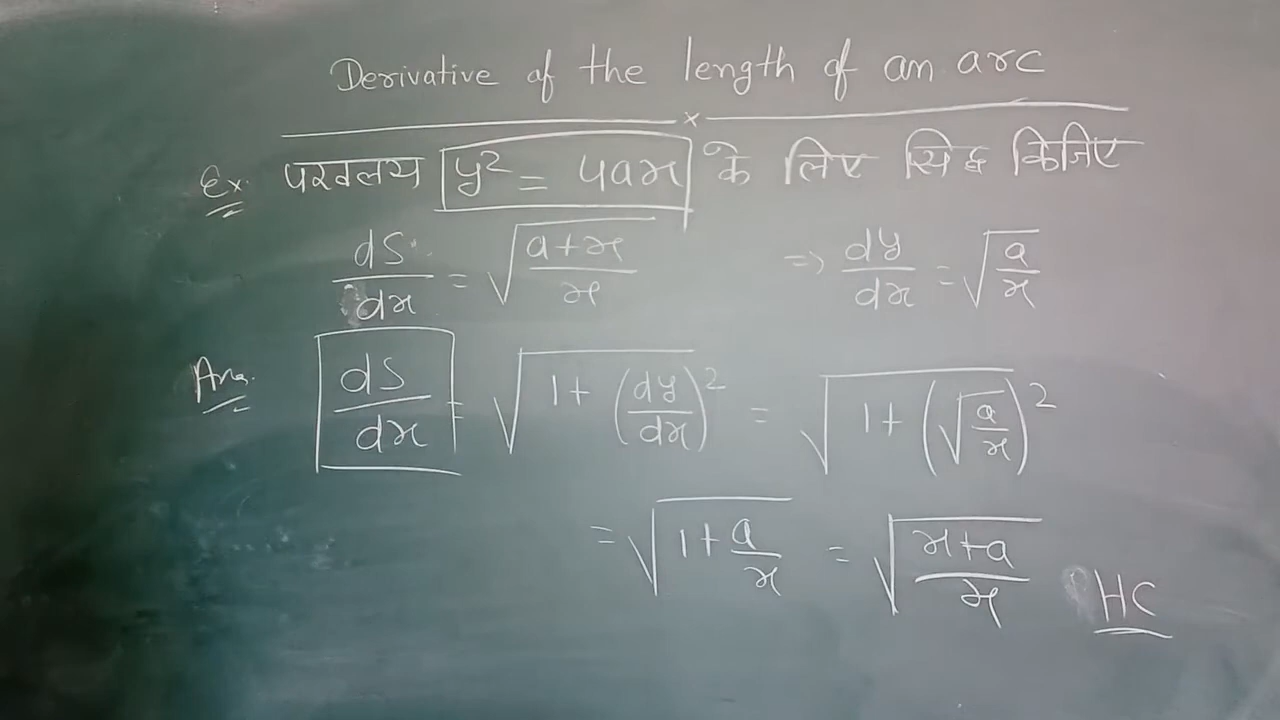 Derivative of the length of an arc
Ex. परवलय y² = 4ax के लिए सिद्ध किजिए
dS/dx = √((a+x)/x) ⇒ dy/dx = √(a/x)
Ans. dS/dx = √(1 + (dy/dx)²) = √(1 + (√(a/x))²)
= √(1 + a/x) = √((x+a)/x) HC